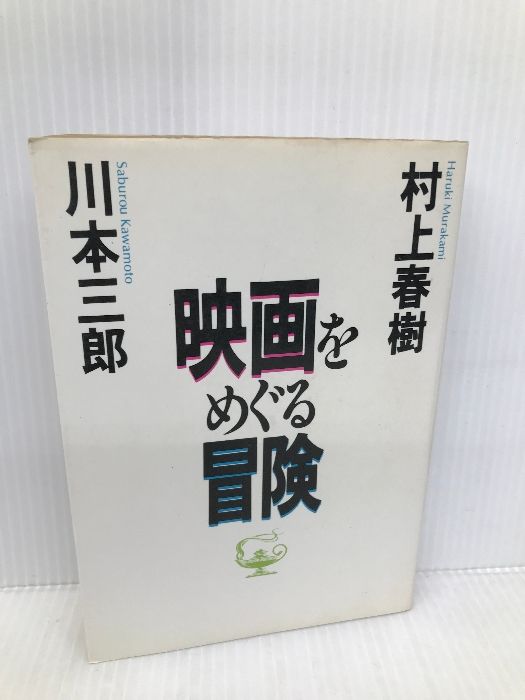 村上春樹
Haruki Murakami
映画を
めぐる
冒険
川本三郎
Saburou Kawamoto